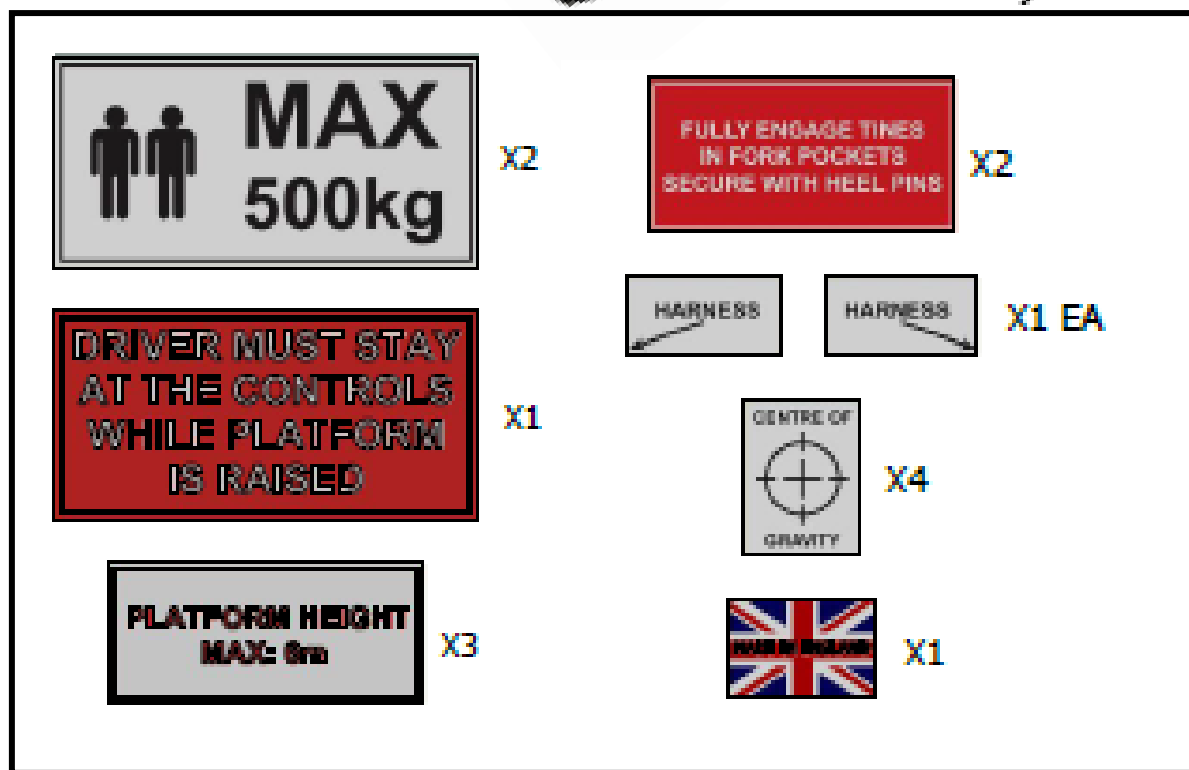 MAX
500kg
X2
FULLY ENGAGE TINES
IN FORK POCKETS
SECURE WITH HEEL PINS
X2
HARNESS
HARNESS
X1 EA
DRIVER MUST STAY
AT THE CONTROLS
WHILE PLATFORM
IS RAISED
X1
CENTRE OF
GRAVITY
X4
PLATFORM HEIGHT
MAX:
X3
X1